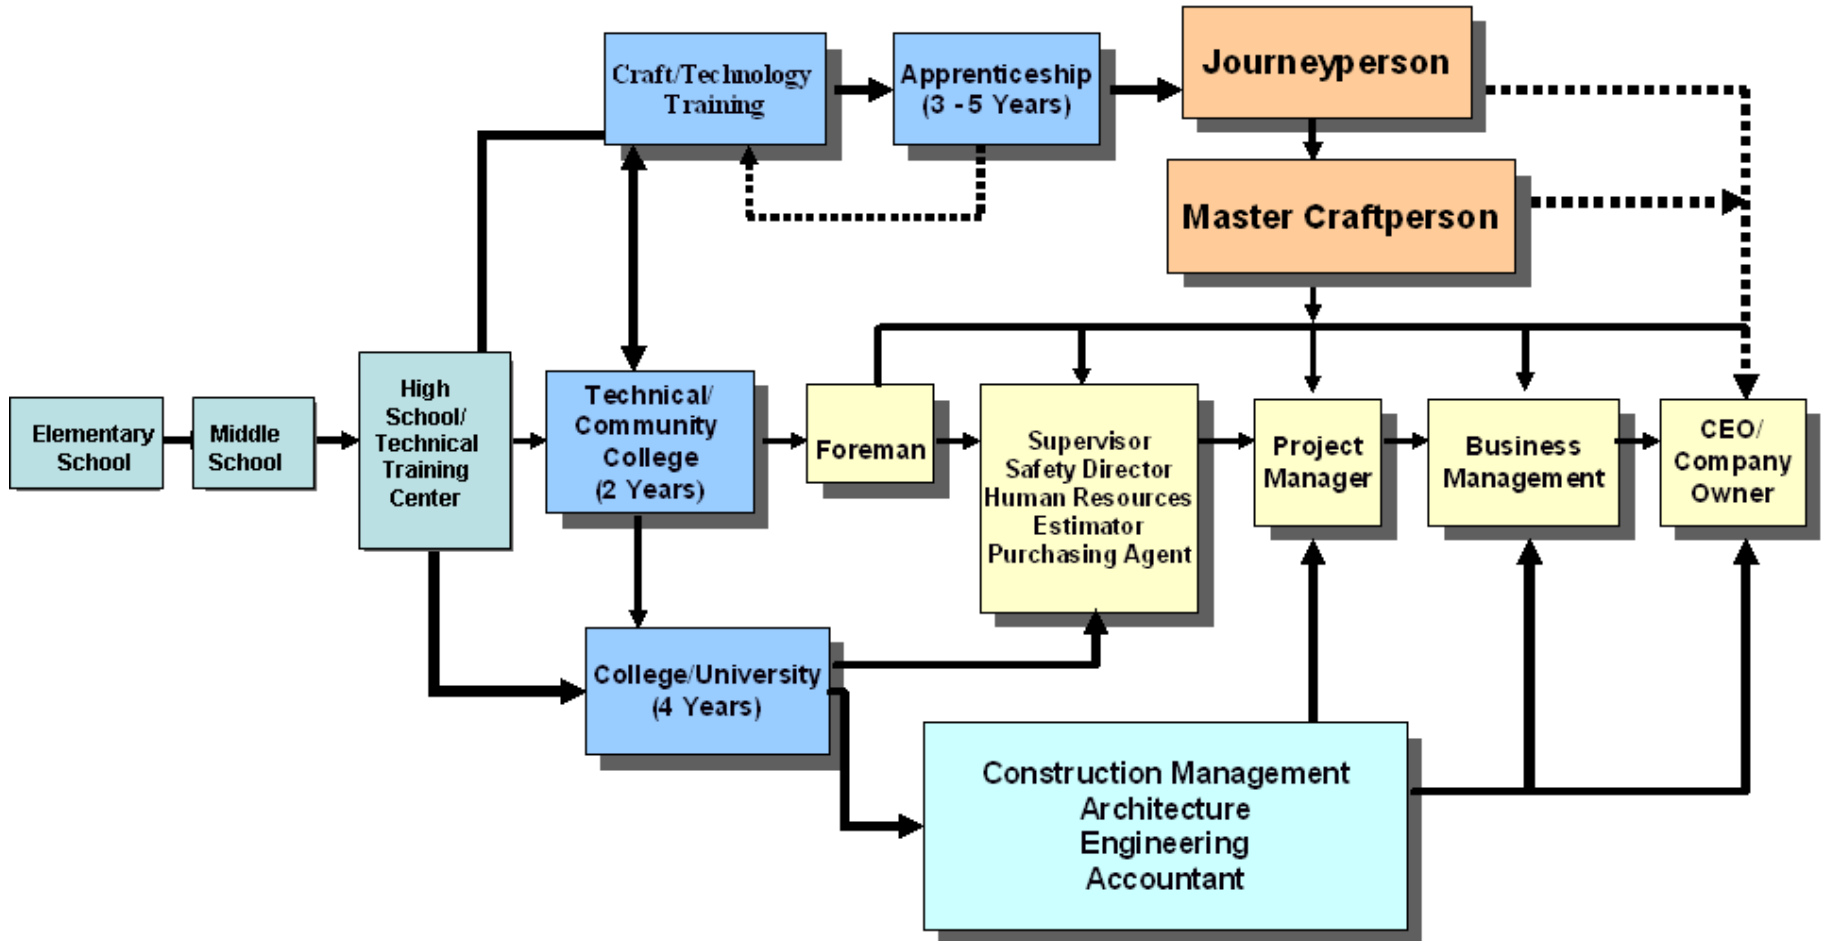 Craft/Technology
Training
Apprenticeship
(3 - 5 Years)
Journeyperson
Master Craftperson
Elementary
School
Middle
School
High
School/
Technical
Training
Center
Technical/
Community
College
(2 Years)
Foreman
Supervisor
Safety Director
Human Resources
Estimator
Purchasing Agent
Project
Manager
Business
Management
CEO/
Company
Owner
College/University
(4 Years)
Construction Management
Architecture
Engineering
Accountant